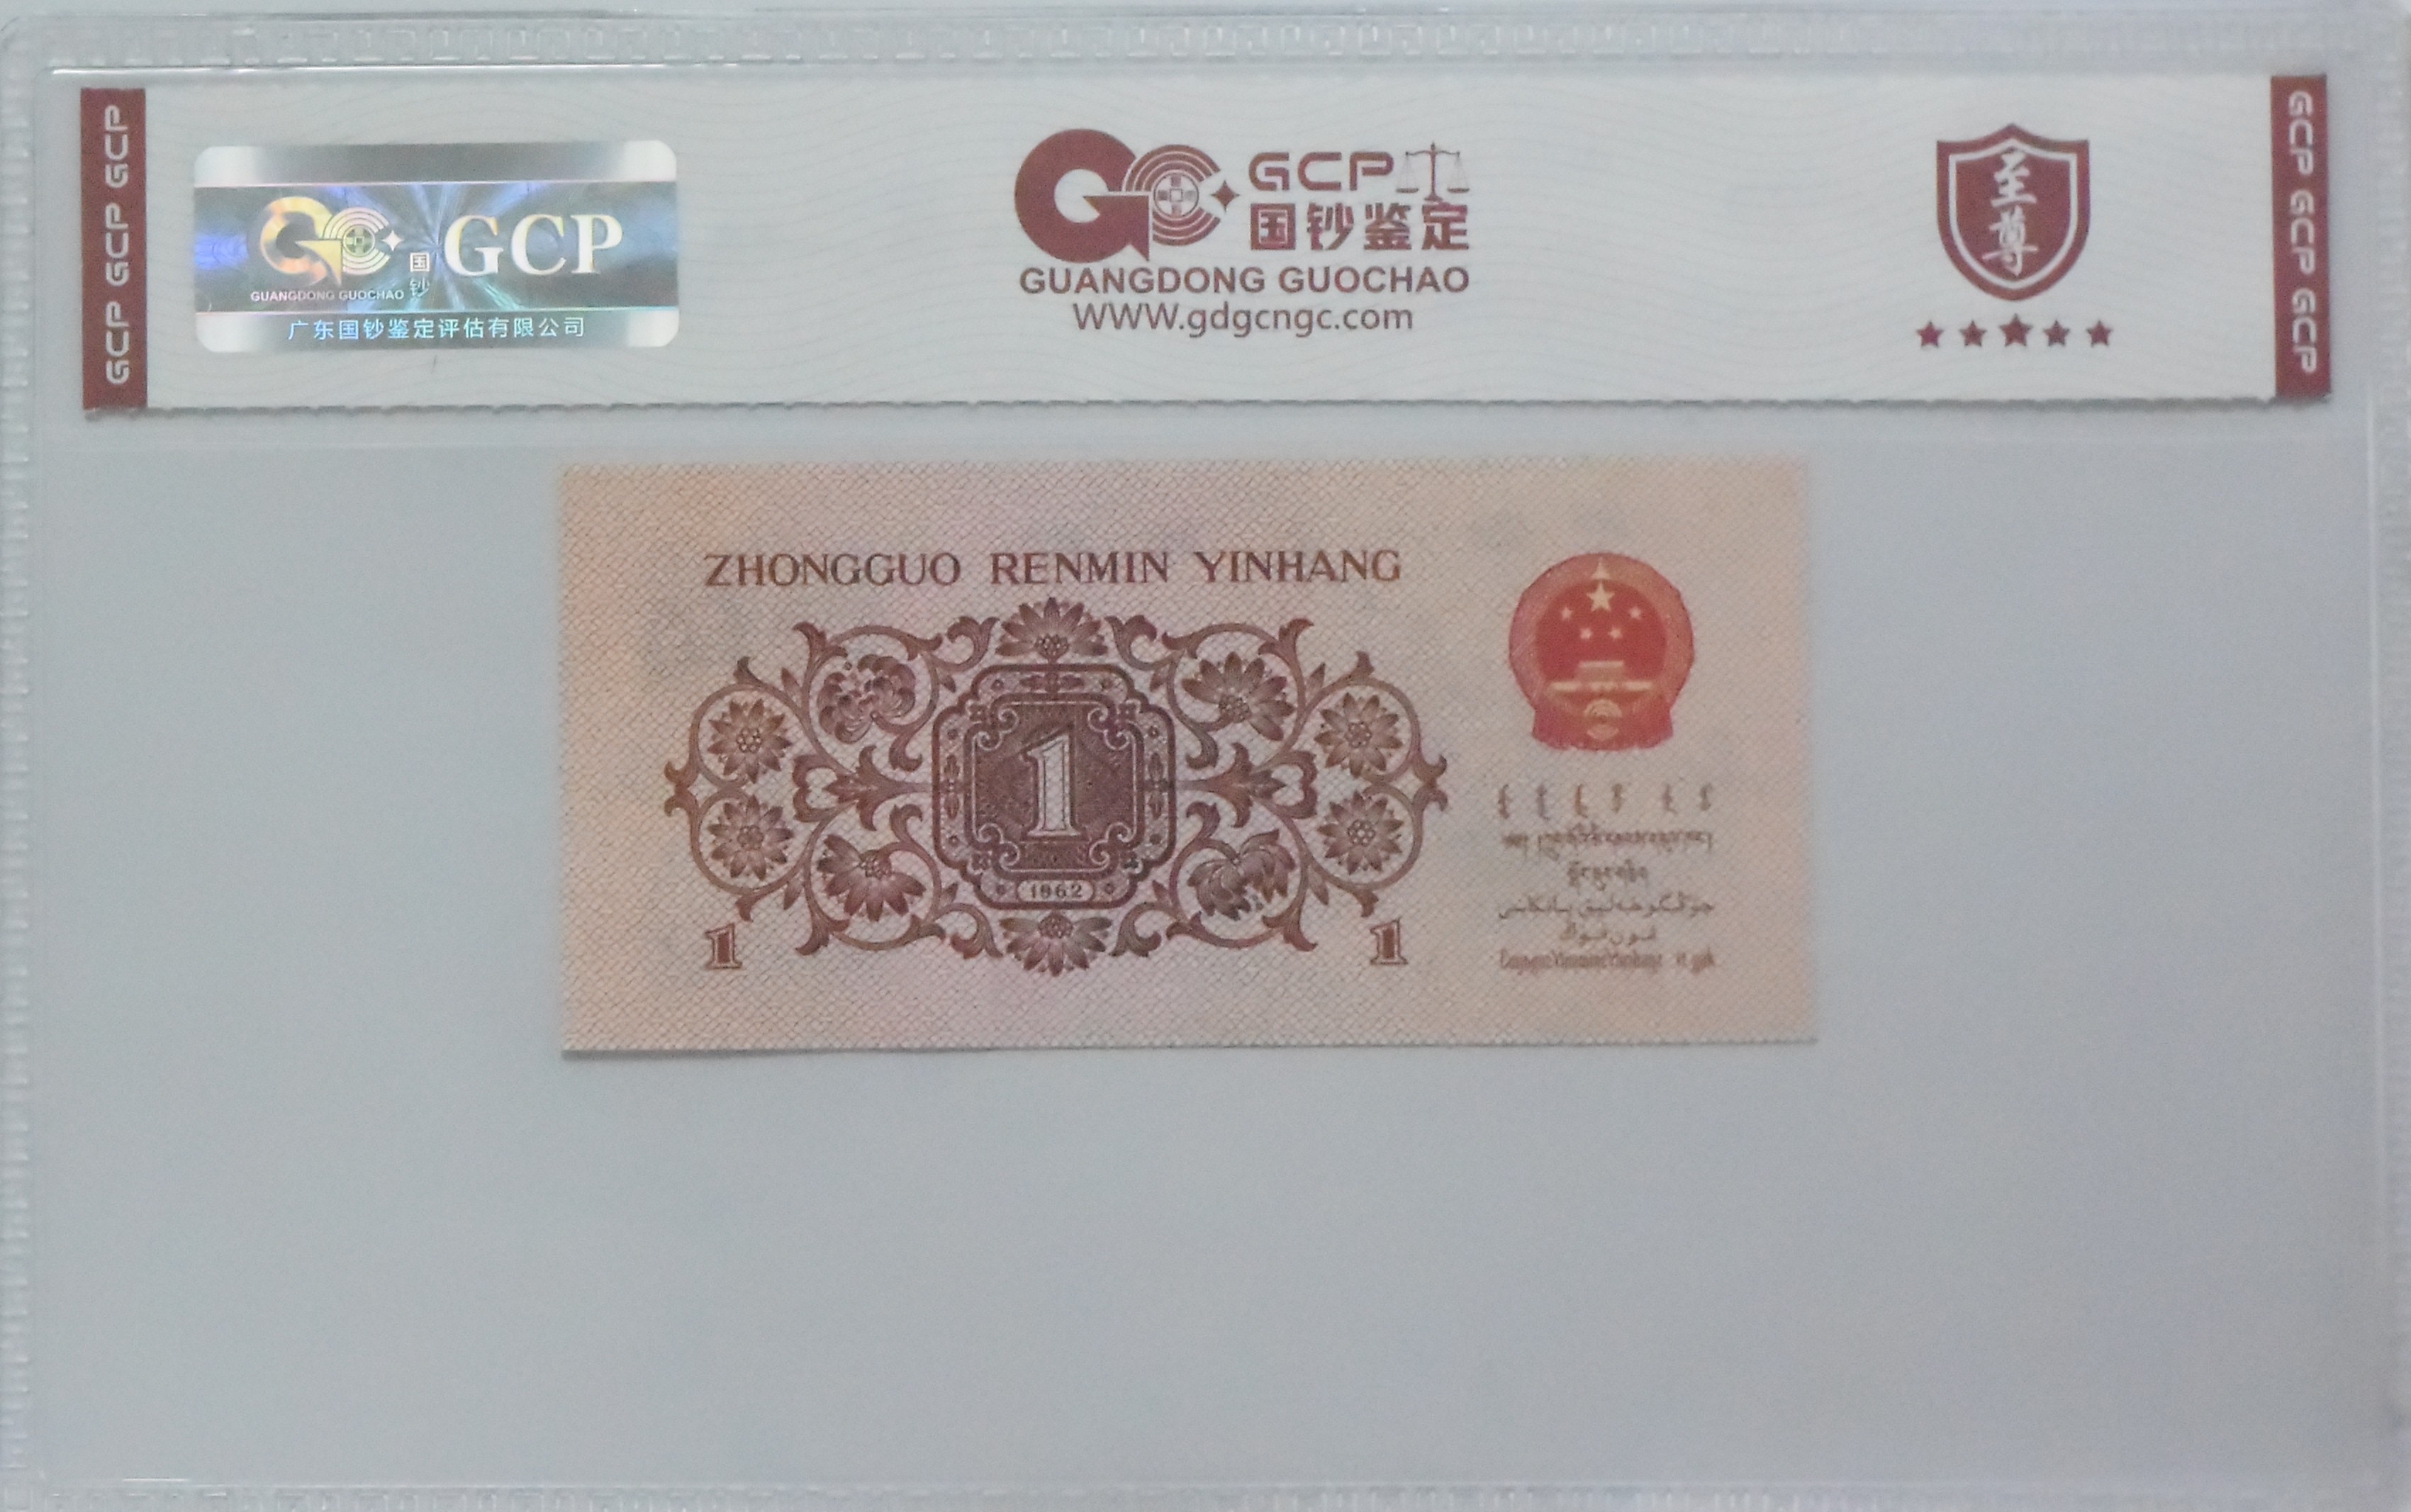 GCP GCP GCP
GUANGDONG GUOCHAO
国钞
GCP
广东国钞鉴定评估有限公司
GCP
国钞鉴定
GUANGDONG GUOCHAO
WWW.gdgcngc.com
至尊
GCP GCP GCP
ZHONGGUO RENMIN YINHANG
1
1962
1
1